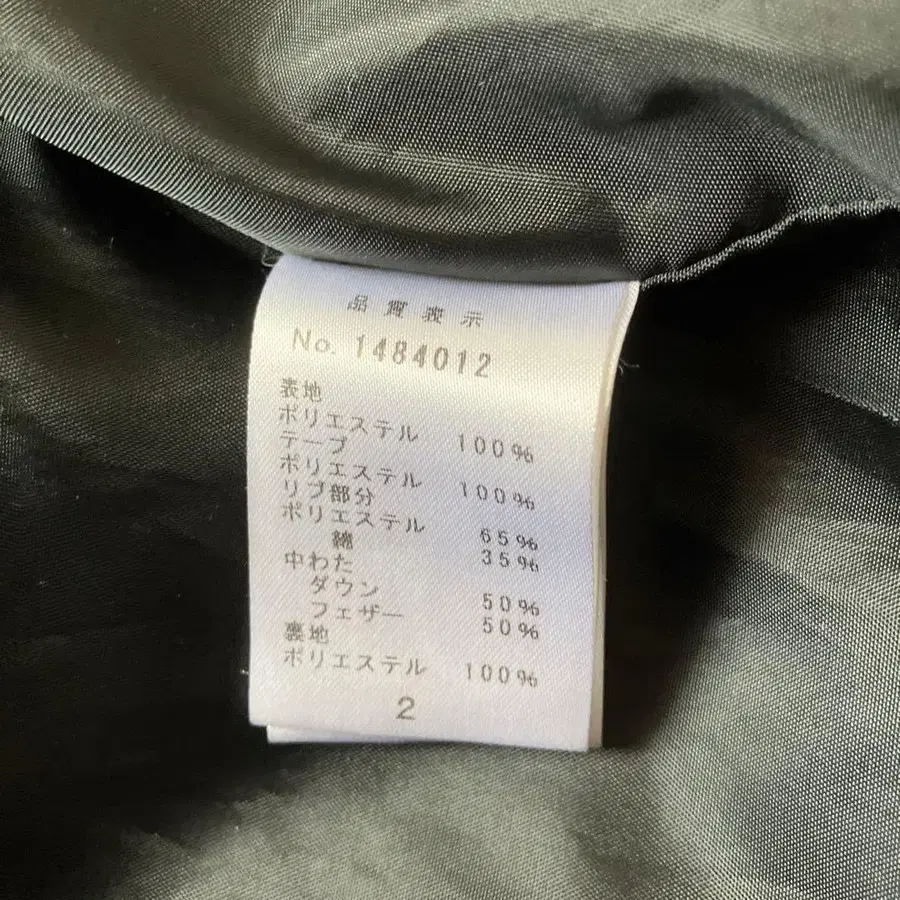 品質表示
No. 1484012
表地
ポリエステル 100%
テープ
ポリエステル 100%
リブ部分
ポリエステル 65%
綿 35%
中わた
ダウン 50%
フェザー 50%
裏地
ポリエステル 100%
2